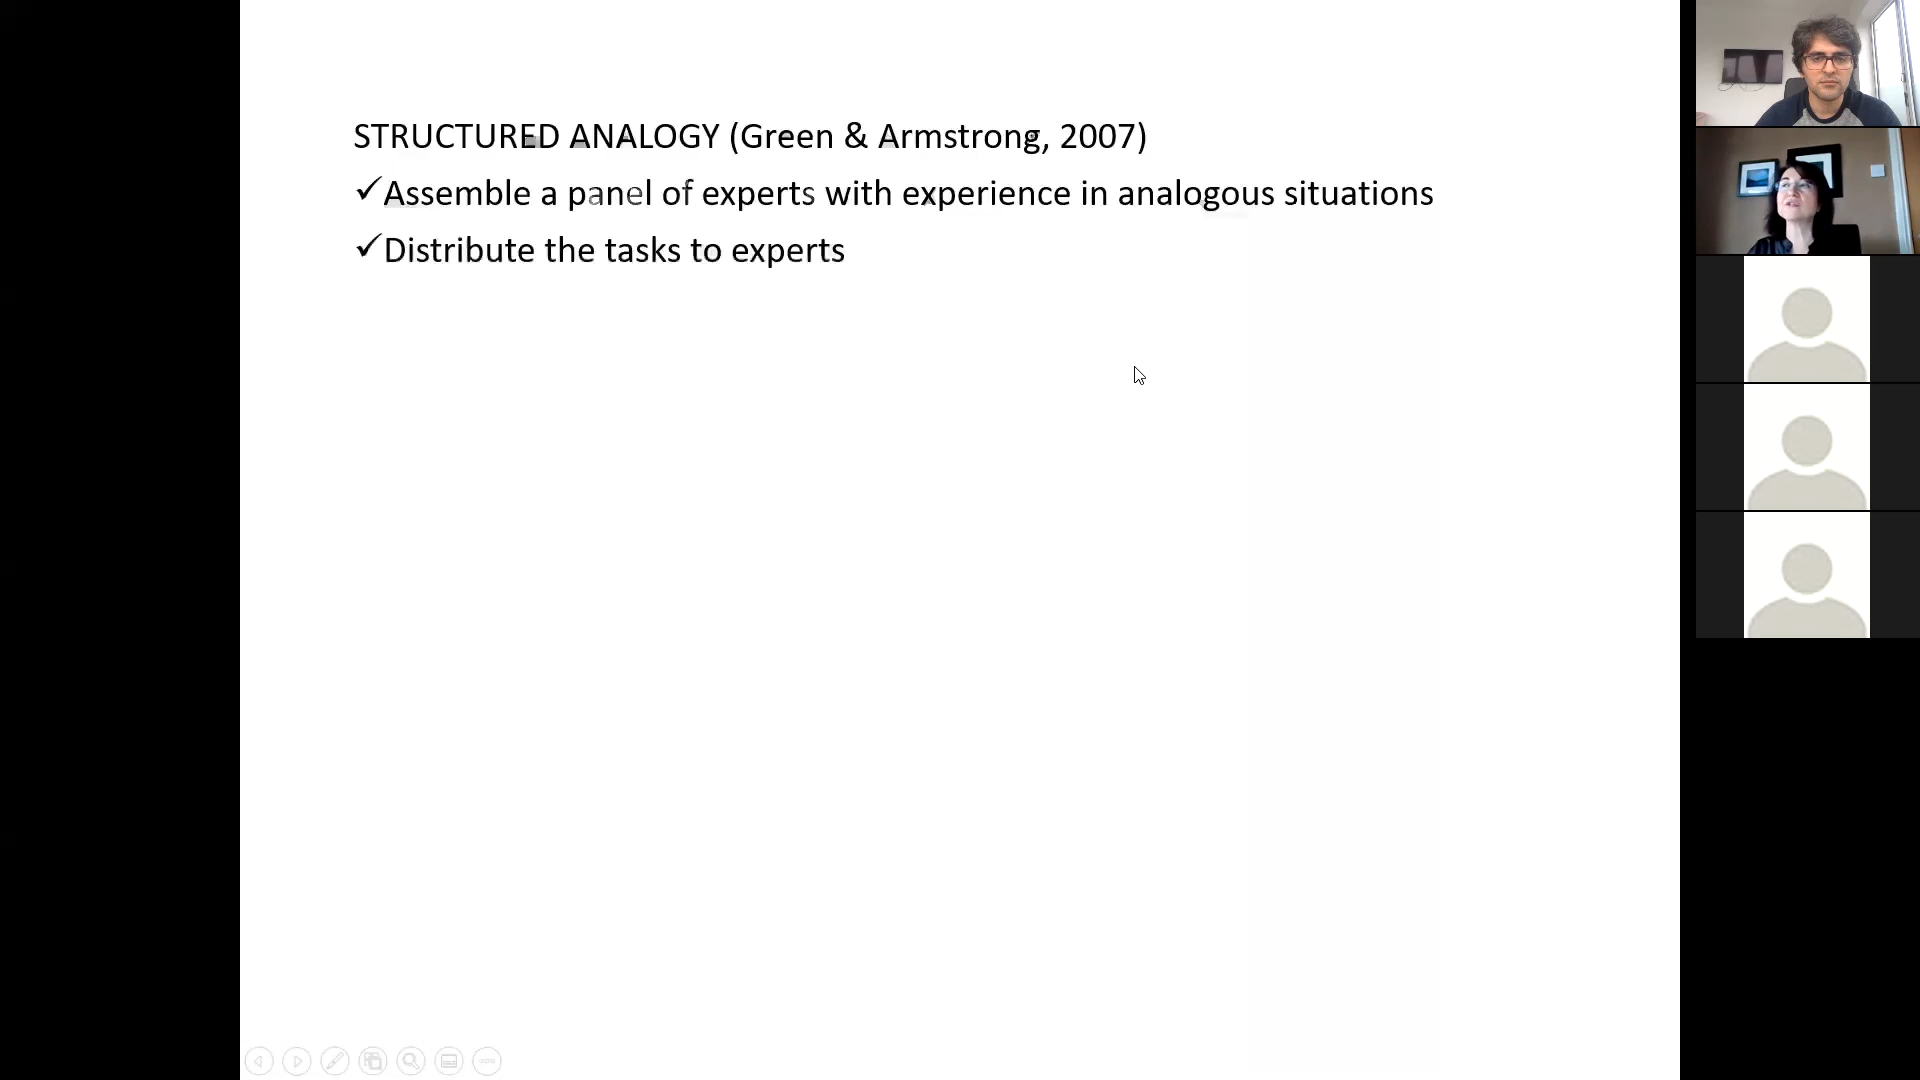 STRUCTURED ANALOGY (Green & Armstrong, 2007)
✓Assemble a panel of experts with experience in analogous situations
✓Distribute the tasks to experts